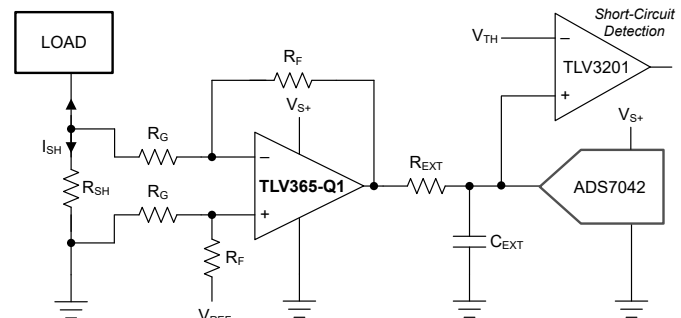 Short-Circuit
Detection
LOAD
V_TH
−
TLV3201
+
R_F
V_S+
V_S+
I_SH
R_G
−
R_EXT
ADS7042
R_SH
TLV365-Q1
R_G
+
C_EXT
R_F
V_REF